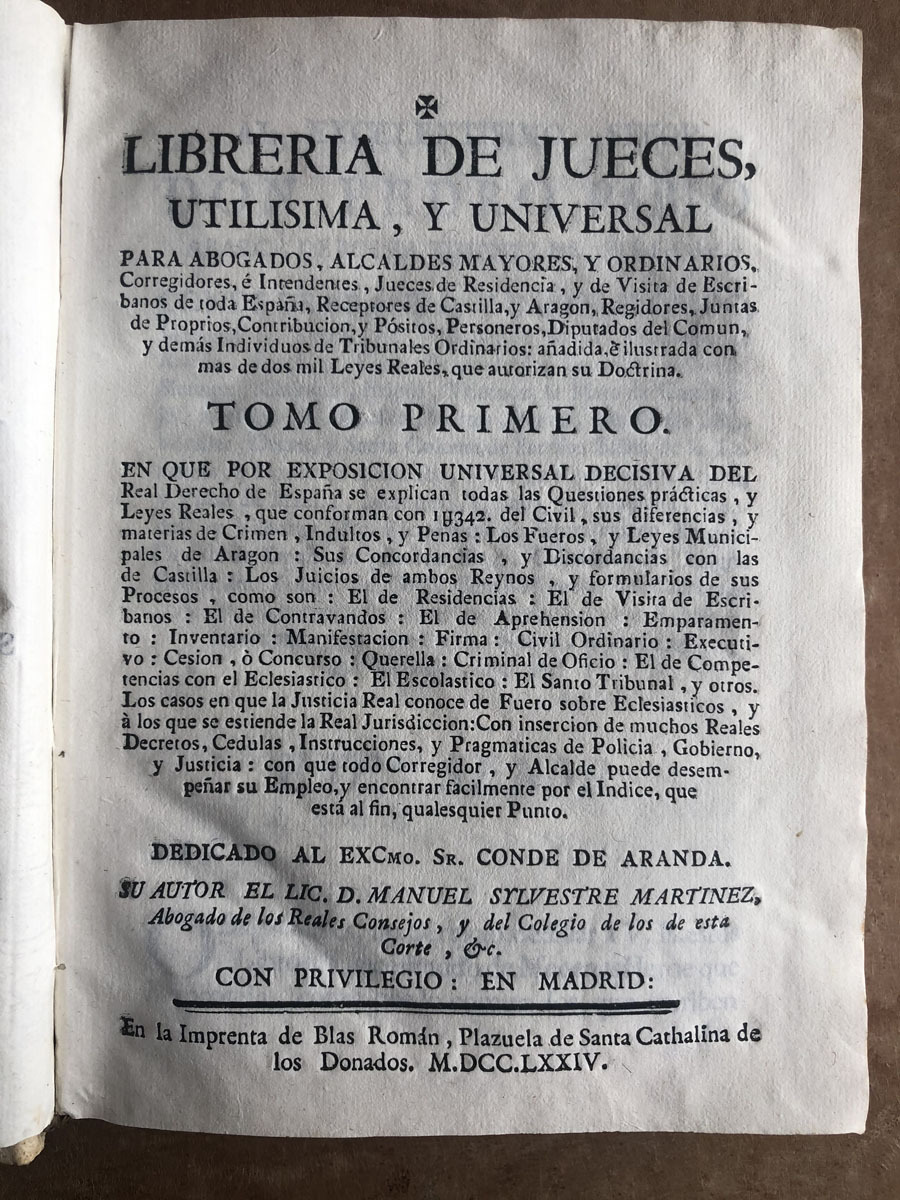 ✠
LIBRERIA DE JUECES,
UTILISIMA, Y UNIVERSAL
PARA ABOGADOS, ALCALDES MAYORES, Y ORDINARIOS,
Corregidores, é Intendentes, Jueces de Residencia, y de Visita de Escri-
banos de toda España, Receptores de Castilla, y Aragon, Regidores, Juntas
de Proprios, Contribucion, y Pósitos, Personeros, Diputados del Comun,
y demás Individuos de Tribunales Ordinarios: añadida, è ilustrada con
mas de dos mil Leyes Reales, que autorizan su Doctrina.
TOMO PRIMERO.
EN QUE POR EXPOSICION UNIVERSAL DECISIVA DEL
Real Derecho de España se explican todas las Questiones prácticas, y
Leyes Reales, que conforman con 1y342. del Civil, sus diferencias, y
materias de Crimen, Indultos, y Penas: Los Fueros, y Leyes Munici-
pales de Aragon: Sus Concordancias, y Discordancias con las
de Castilla: Los Juicios de ambos Reynos, y formularios de sus
Procesos, como son: El de Residencias: El de Visita de Escri-
banos: El de Contravandos: El de Aprehension: Emparamen-
to: Inventario: Manifestacion: Firma: Civil Ordinario: Executi-
vo: Cesion, ò Concurso: Querella: Criminal de Oficio: El de Compe-
tencias con el Eclesiastico: El Escolastico: El Santo Tribunal, y otros.
Los casos en que la Justicia Real conoce de Fuero sobre Eclesiasticos, y
à los que se estiende la Real Jurisdiccion: Con insercion de muchos Reales
Decretos, Cedulas, Instrucciones, y Pragmaticas de Policia, Gobierno,
y Justicia: con que todo Corregidor, y Alcalde puede desem-
peñar su Empleo, y encontrar facilmente por el Indice, que
está al fin, qualesquier Punto.
DEDICADO AL EXCMO. SR. CONDE DE ARANDA.
SU AUTOR EL LIC. D. MANUEL SYLVESTRE MARTINEZ,
Abogado de los Reales Consejos, y del Colegio de los de esta
Corte, &c.
CON PRIVILEGIO: EN MADRID:
En la Imprenta de Blas Román, Plazuela de Santa Cathalina de
los Donados. M.DCC.LXXIV.